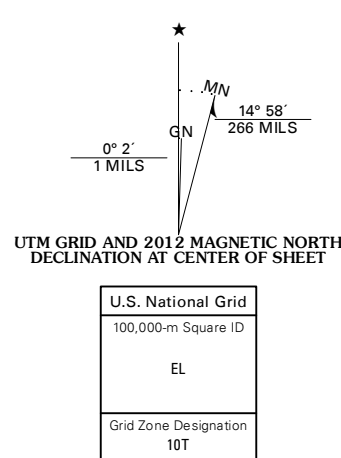 ★
MN
GN
14° 58´
266 MILS
0° 2´
1 MILS
UTM GRID AND 2012 MAGNETIC NORTH
DECLINATION AT CENTER OF SHEET
U.S. National Grid
100,000-m Square ID
EL
Grid Zone Designation
10T